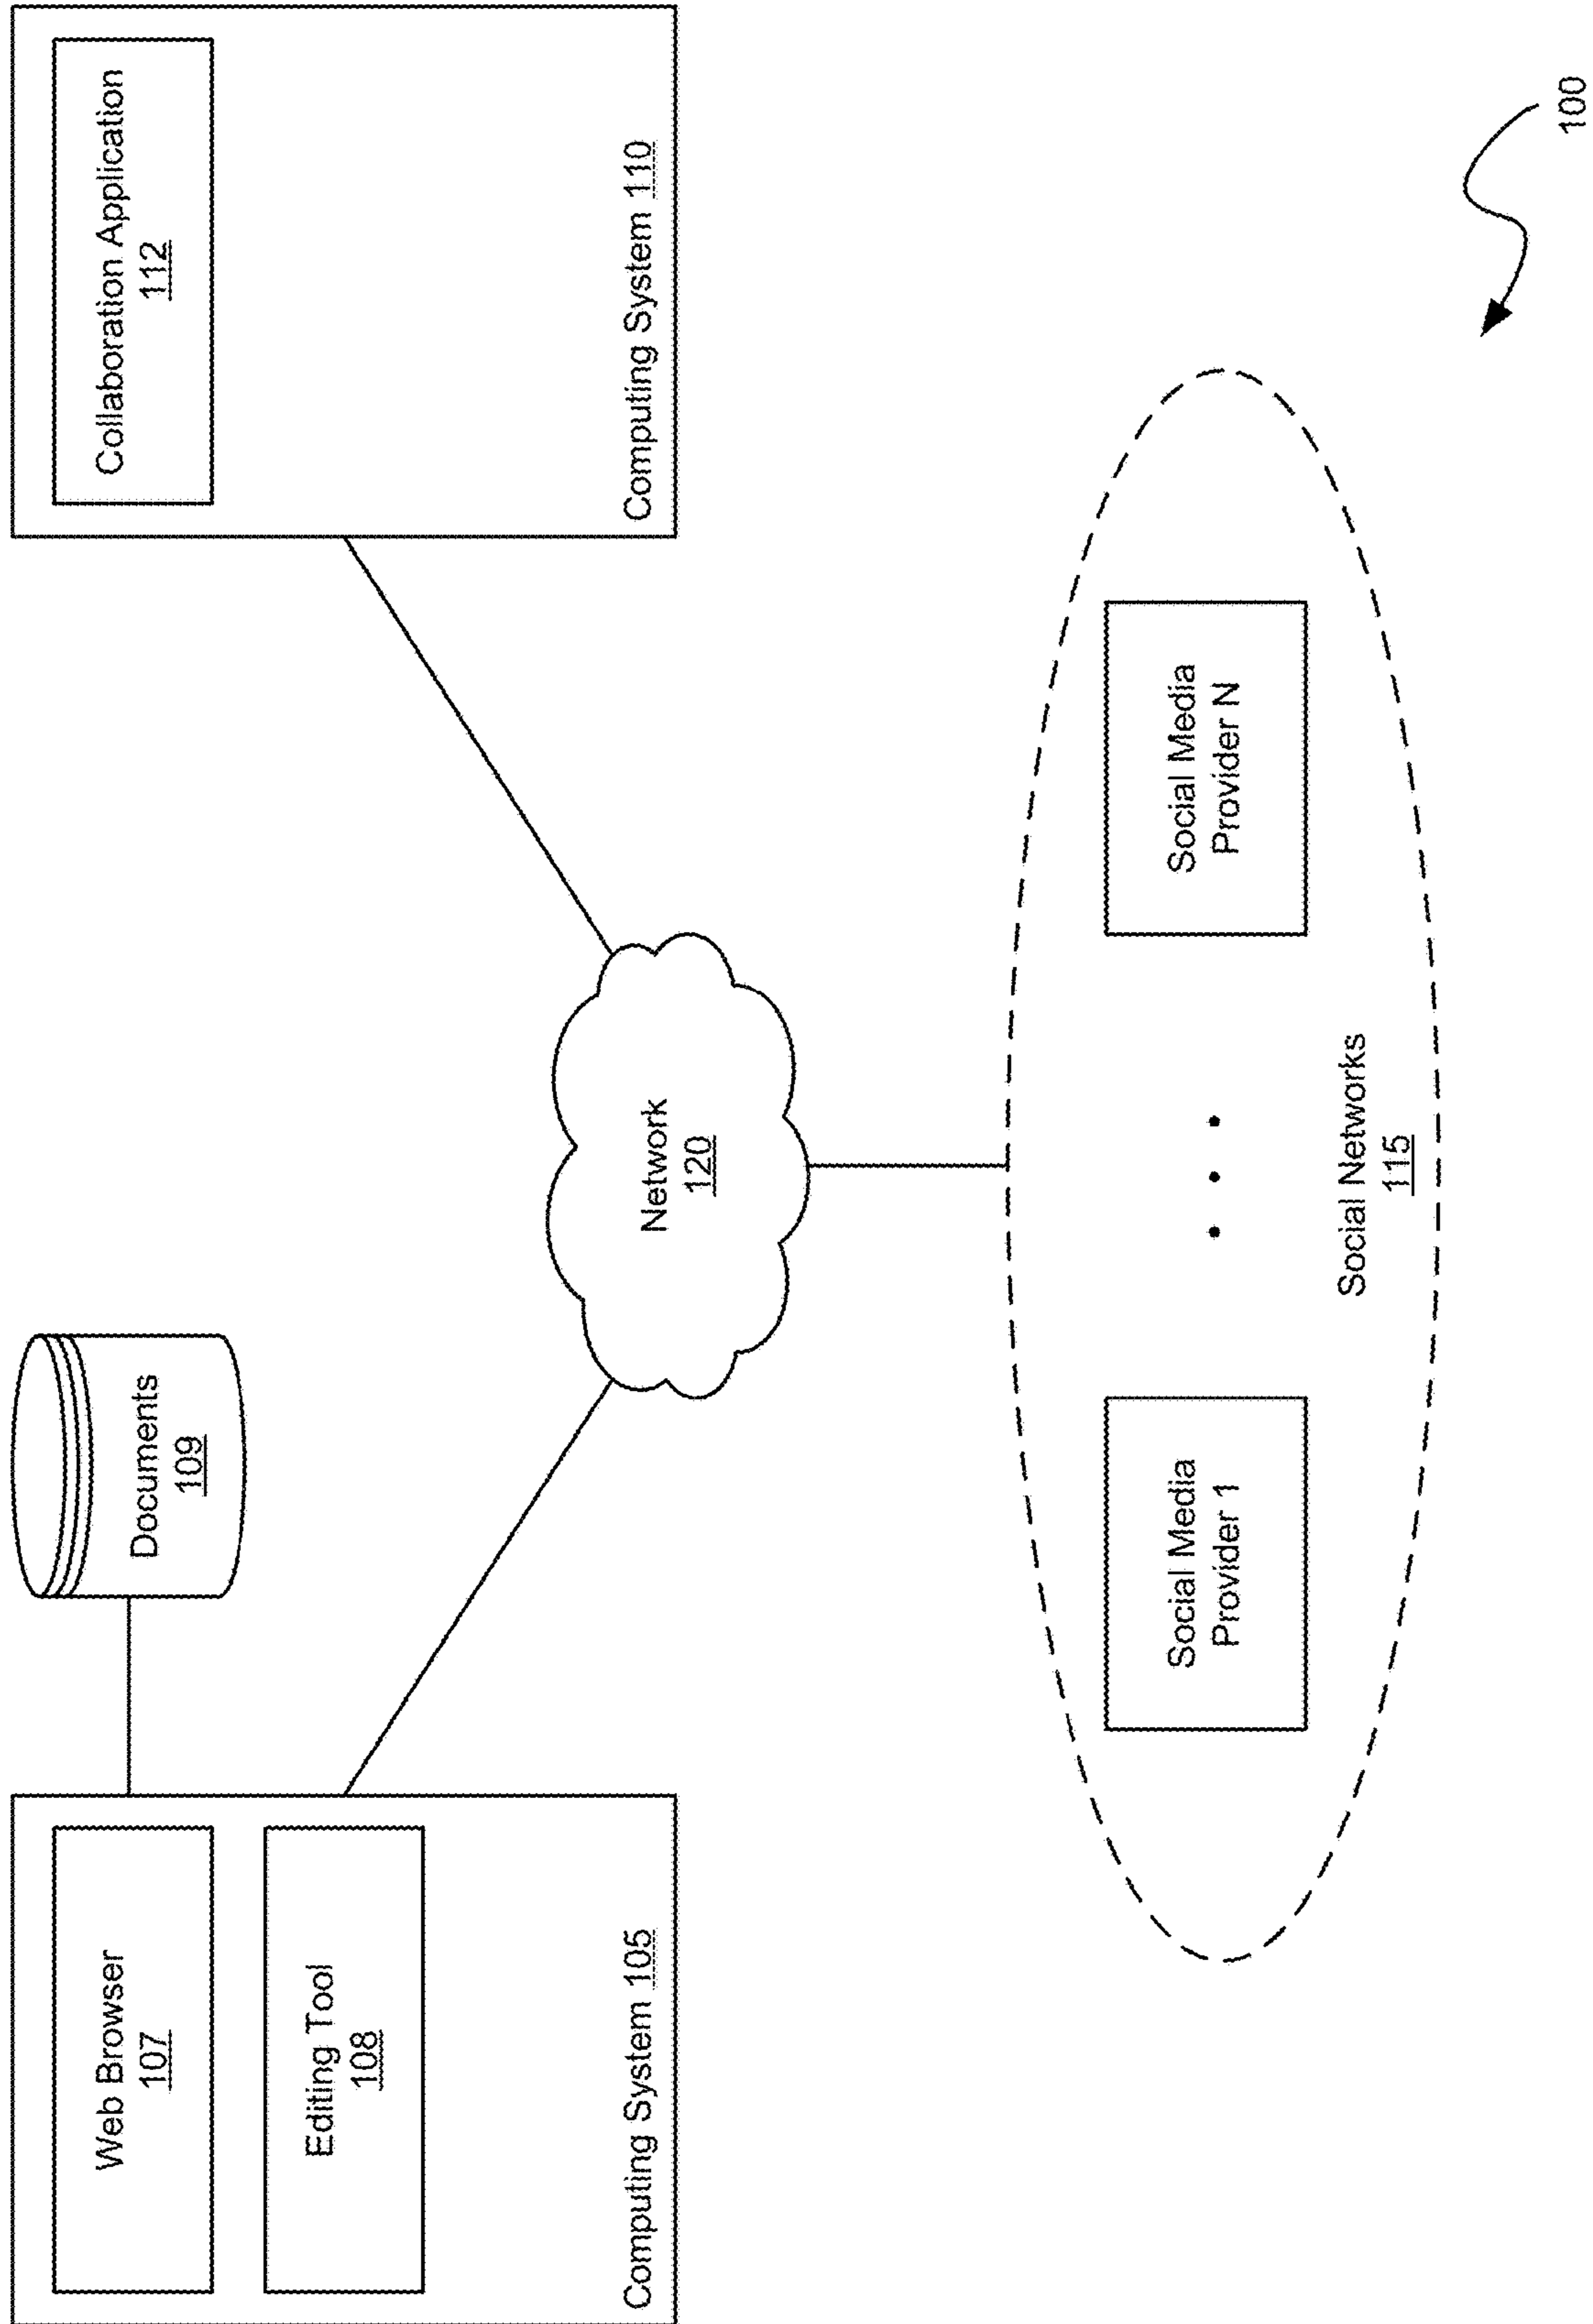 Web Browser
107
Editing Tool
108
Computing System 105
Documents
109
Collaboration Application
112
Computing System 110
Network
120
Social Media
Provider 1
• • •
Social Media
Provider N
Social Networks
115
100